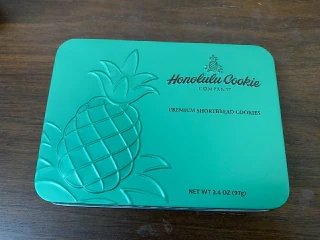 Honolulu Cookie
COMPANY
PREMIUM SHORTBREAD COOKIES
NET WT 3.4 OZ (97g)